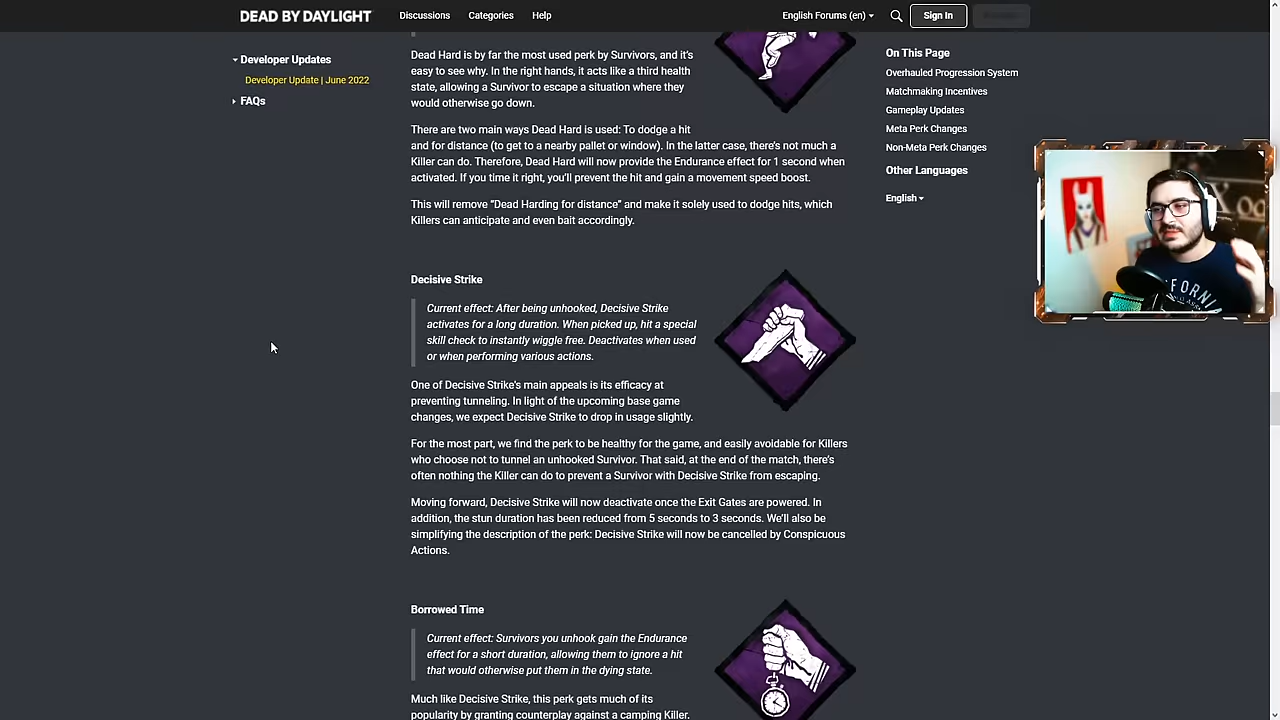 DEAD BY DAYLIGHT
Discussions
Categories
Help
English Forums (en)
Sign In
Developer Updates
Developer Update | June 2022
FAQs
Dead Hard is by far the most used perk by Survivors, and it's
easy to see why. In the right hands, it acts like a third health
state, allowing a Survivor to escape a situation where they
would otherwise go down.
There are two main ways Dead Hard is used: To dodge a hit
and for distance (to get to a nearby pallet or window). In the latter case, there's not much a
Killer can do. Therefore, Dead Hard will now provide the Endurance effect for 1 second when
activated. If you time it right, you'll prevent the hit and gain a movement speed boost.
This will remove “Dead Harding for distance” and make it solely used to dodge hits, which
Killers can anticipate and even bait accordingly.
Decisive Strike
Current effect: After being unhooked, Decisive Strike
activates for a long duration. When picked up, hit a special
skill check to instantly wiggle free. Deactivates when used
or when performing various actions.
One of Decisive Strike's main appeals is its efficacy at
preventing tunneling. In light of the upcoming base game
changes, we expect Decisive Strike to drop in usage slightly.
For the most part, we find the perk to be healthy for the game, and easily avoidable for Killers
who choose not to tunnel an unhooked Survivor. That said, at the end of the match, there's
often nothing the Killer can do to prevent a Survivor with Decisive Strike from escaping.
Moving forward, Decisive Strike will now deactivate once the Exit Gates are powered. In
addition, the stun duration has been reduced from 5 seconds to 3 seconds. We'll also be
simplifying the description of the perk: Decisive Strike will now be cancelled by Conspicuous
Actions.
Borrowed Time
Current effect: Survivors you unhook gain the Endurance
effect for a short duration, allowing them to ignore a hit
that would otherwise put them in the dying state.
Much like Decisive Strike, this perk gets much of its
popularity by granting counterplay against a camping Killer.
On This Page
Overhauled Progression System
Matchmaking Incentives
Gameplay Updates
Meta Perk Changes
Non-Meta Perk Changes
Other Languages
English